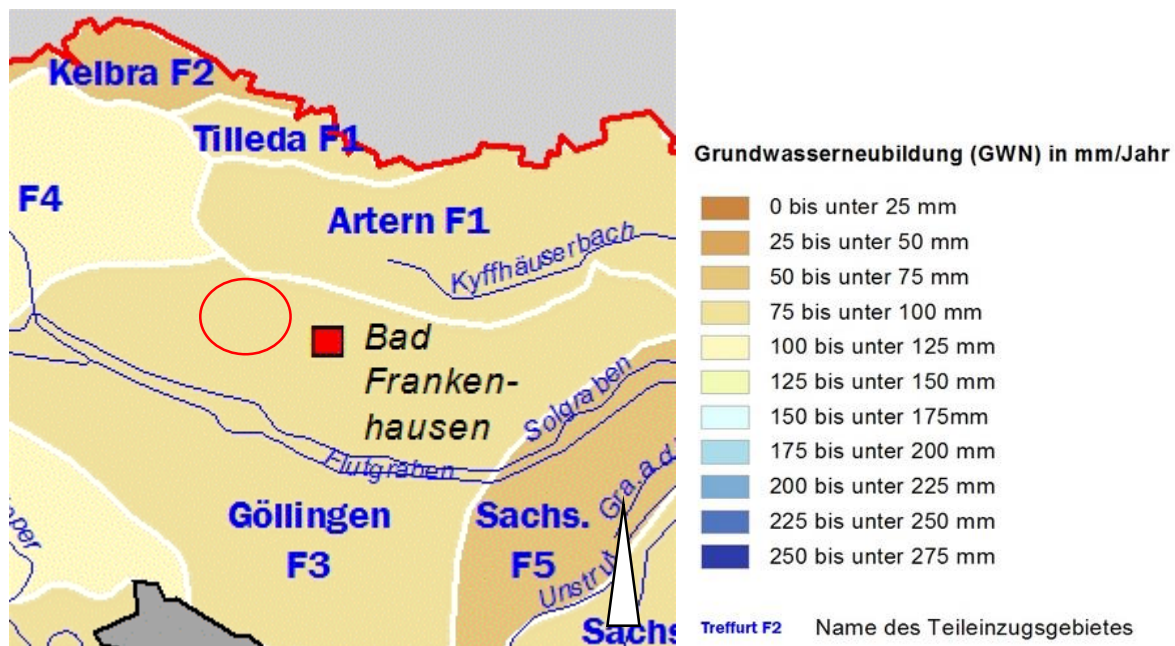 Kelbra F2
Tilleda F1
F4
Artern F1
Kyffhäuserbach
Bad
Franken-
hausen
Solgraben
Flutgraben
Gra.a.d.
Göllingen
F3
Sachs.
F5
Unstrut
Sachs
per
Grundwasserneubildung (GWN) in mm/Jahr
0 bis unter 25 mm
25 bis unter 50 mm
50 bis unter 75 mm
75 bis unter 100 mm
100 bis unter 125 mm
125 bis unter 150 mm
150 bis unter 175mm
175 bis unter 200 mm
200 bis unter 225 mm
225 bis unter 250 mm
250 bis unter 275 mm
Treffurt F2 Name des Teileinzugsgebietes